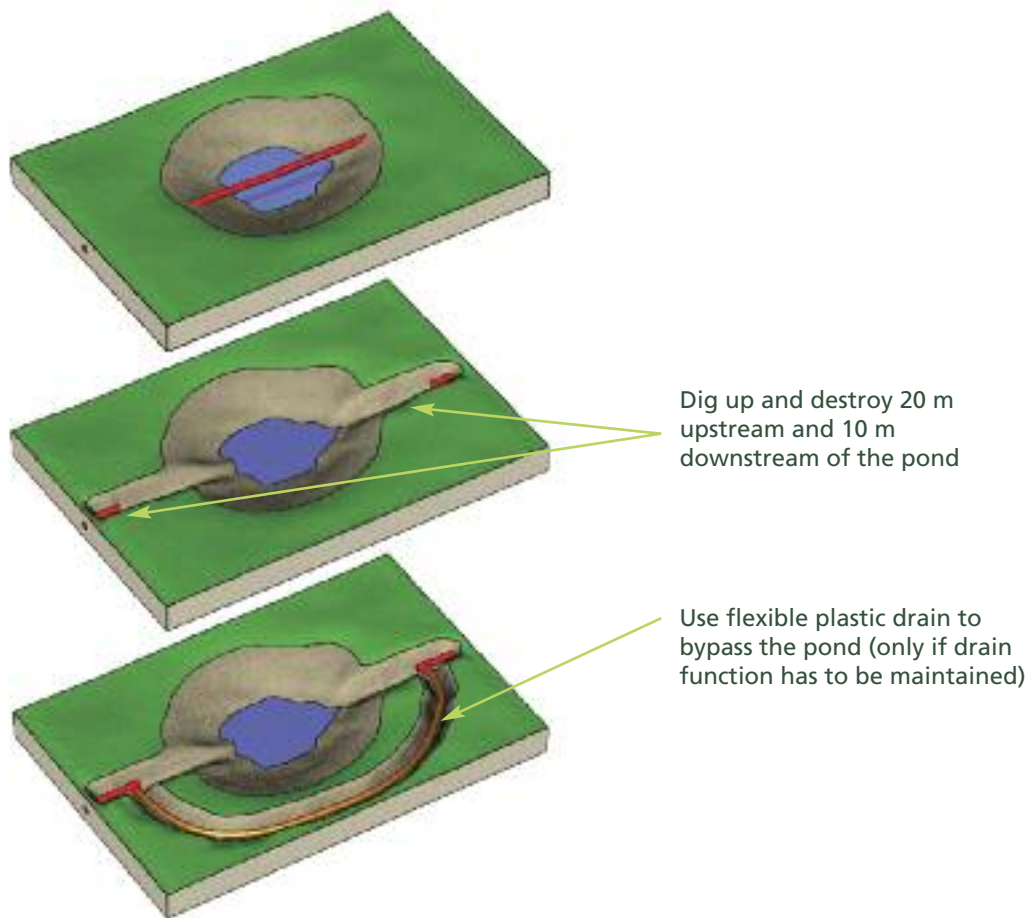 Dig up and destroy 20 m
upstream and 10 m
downstream of the pond
Use flexible plastic drain to
bypass the pond (only if drain
function has to be maintained)